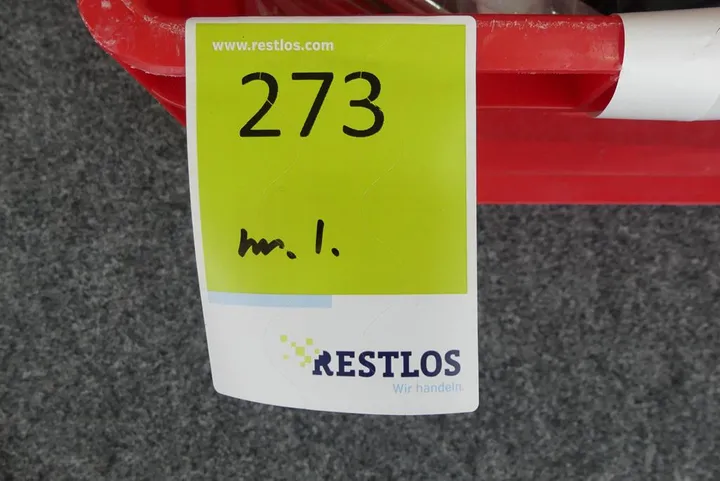 www.restlos.com
273
m. I.
RESTLOS
Wir handeln.